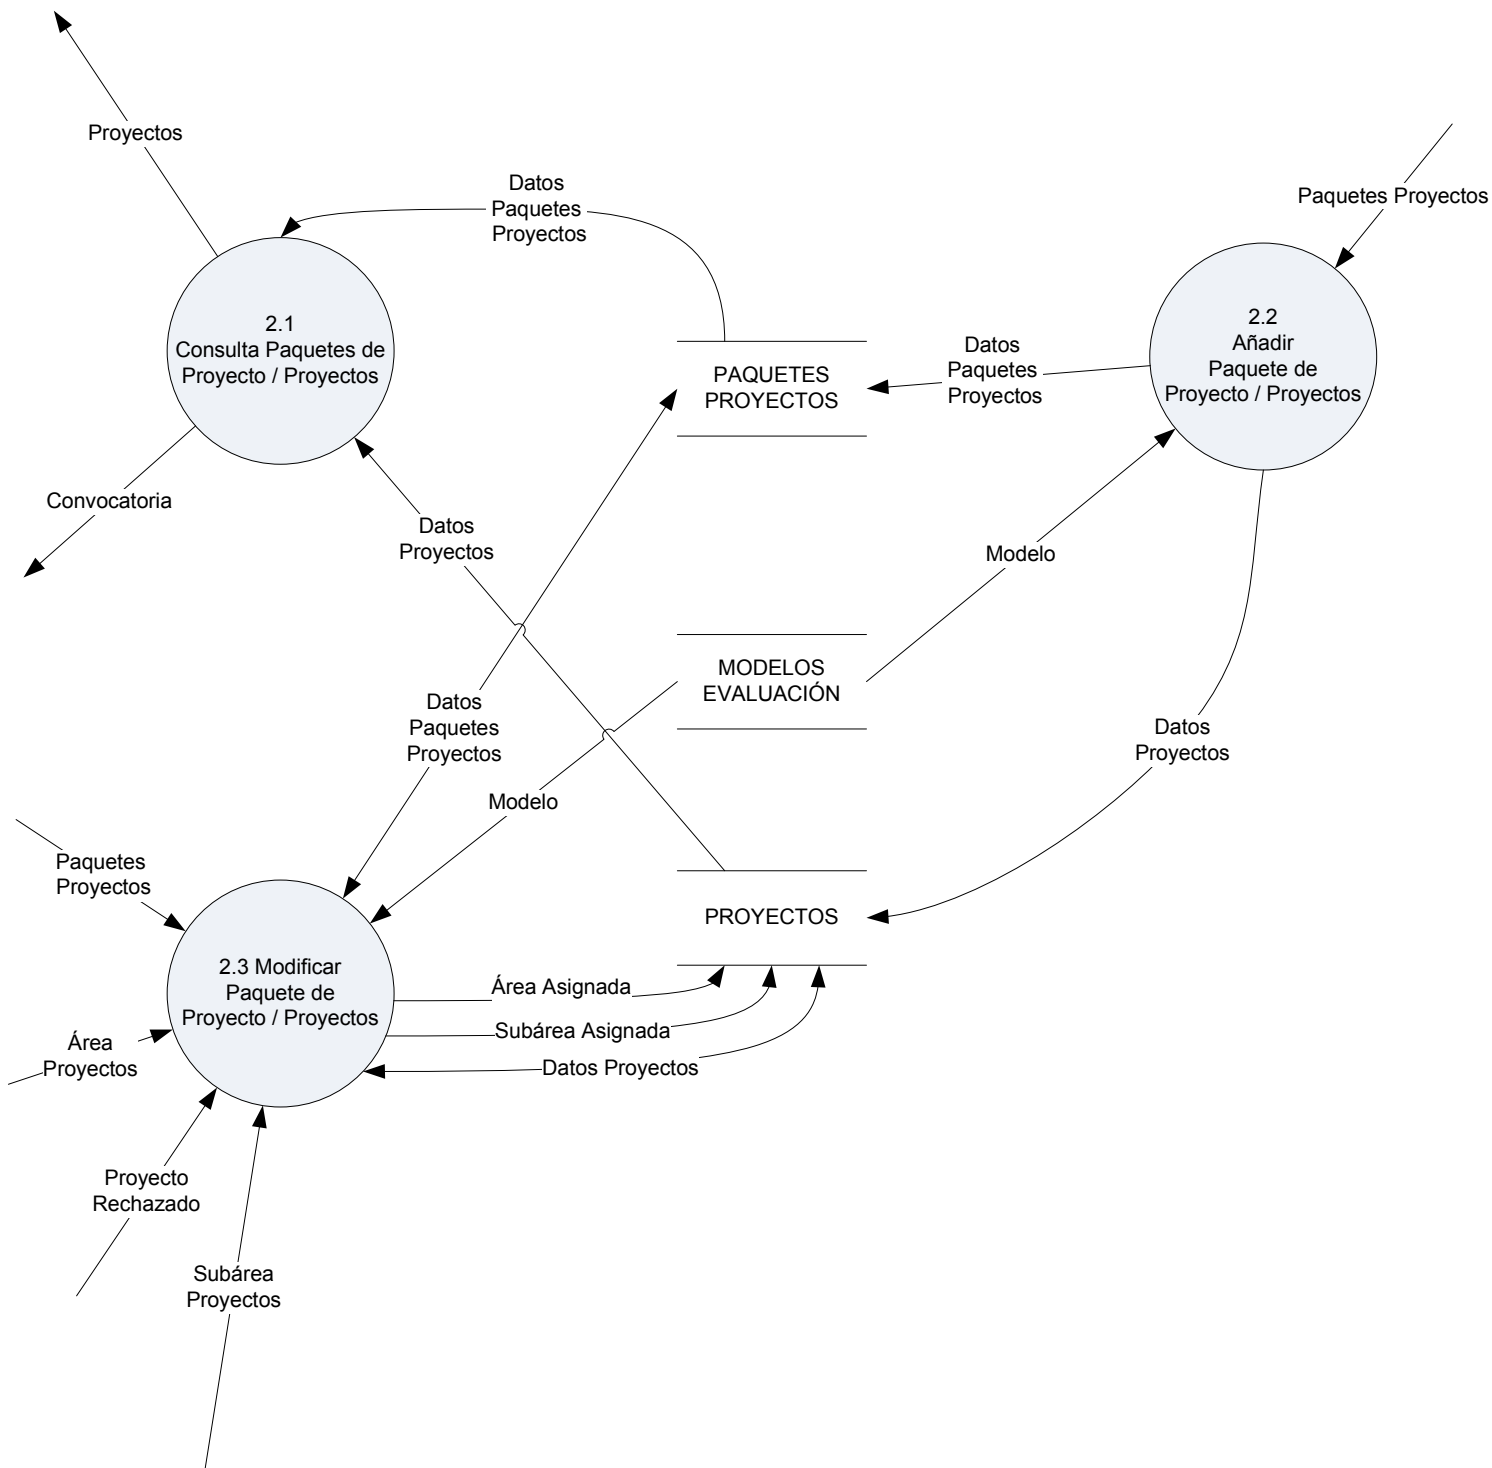 Proyectos
Datos
Paquetes
Proyectos
Paquetes Proyectos
2.1
Consulta Paquetes de
Proyecto / Proyectos
2.2
Añadir
Paquete de
Proyecto / Proyectos
PAQUETES
PROYECTOS
Datos
Paquetes
Proyectos
Convocatoria
Datos
Proyectos
Modelo
MODELOS
EVALUACIÓN
Datos
Paquetes
Proyectos
Datos
Proyectos
Modelo
Paquetes
Proyectos
PROYECTOS
2.3 Modificar
Paquete de
Proyecto / Proyectos
Área Asignada
Subárea Asignada
Datos Proyectos
Área
Proyectos
Proyecto
Rechazado
Subárea
Proyectos